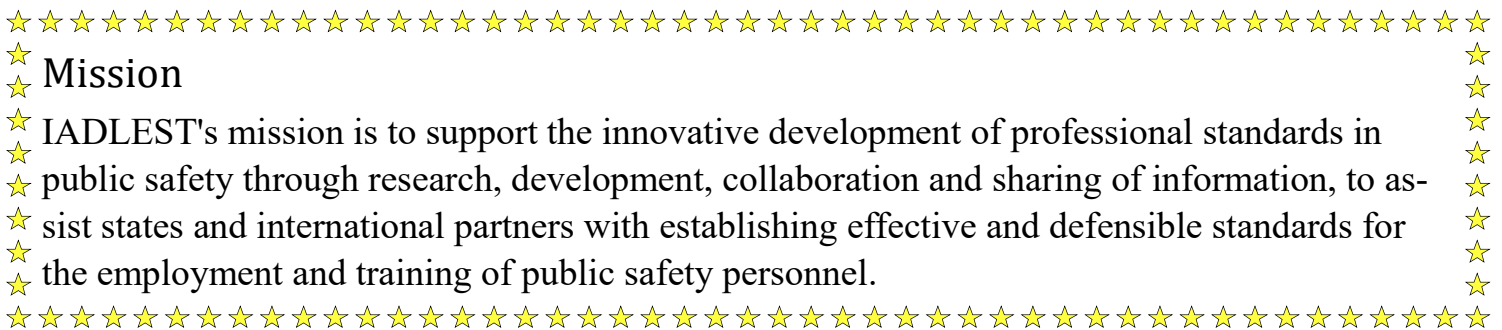 Mission
IADLEST's mission is to support the innovative development of professional standards in
public safety through research, development, collaboration and sharing of information, to as-
sist states and international partners with establishing effective and defensible standards for
the employment and training of public safety personnel.